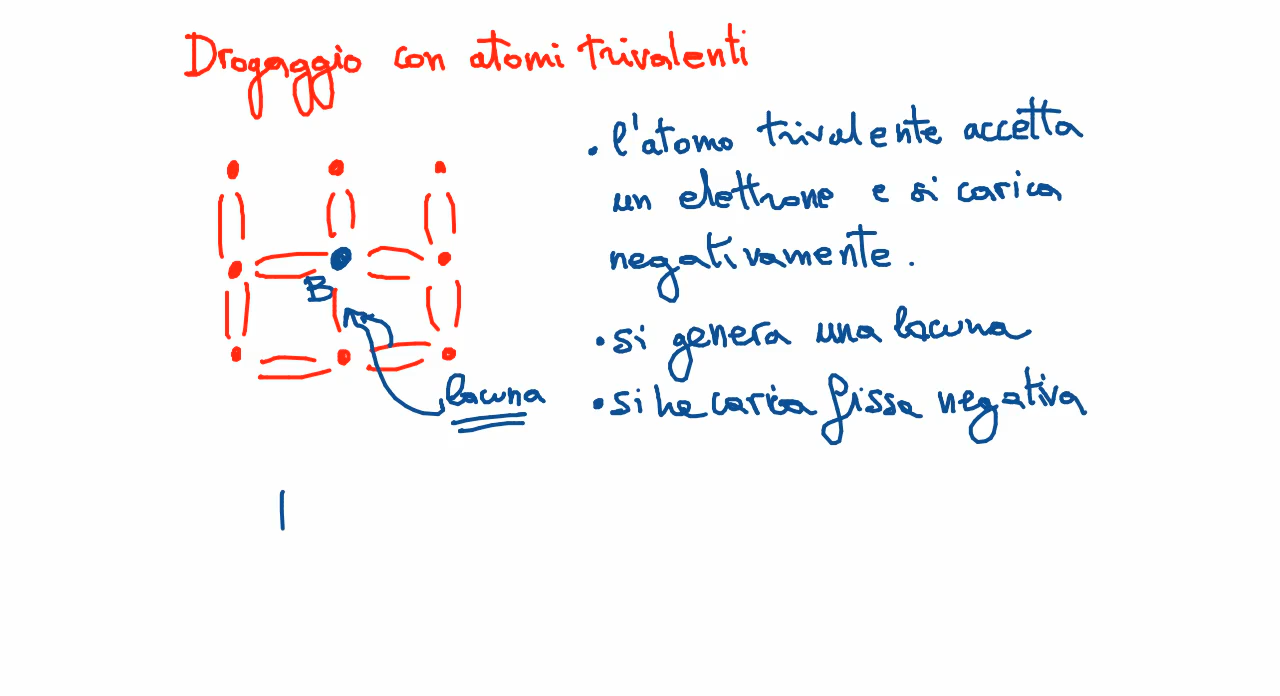 Drogaggio con atomi trivalenti
• l'atomo trivalente accetta
un elettrone e si carica
negativamente.
B
• si genera una lacuna
lacuna
• si ha carica fissa negativa